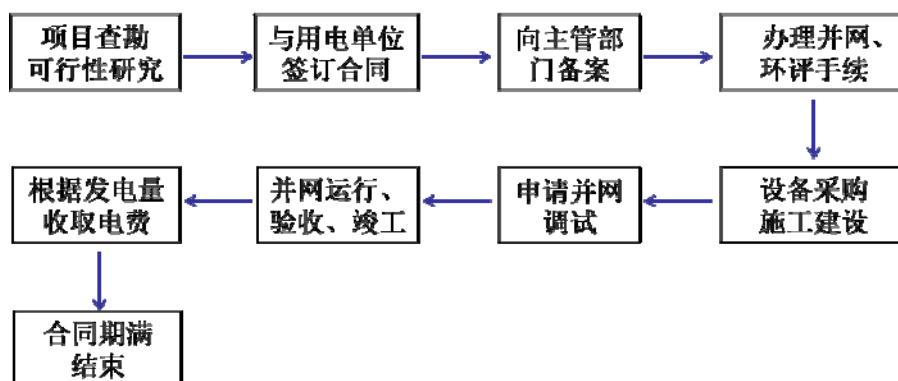 项目查勘
可行性研究
与用电单位
签订合同
向主管部
门备案
办理并网、
环评手续
设备采购
施工建设
申请并网
调试
并网运行、
验收、竣工
根据发电量
收取电费
合同期满
结束